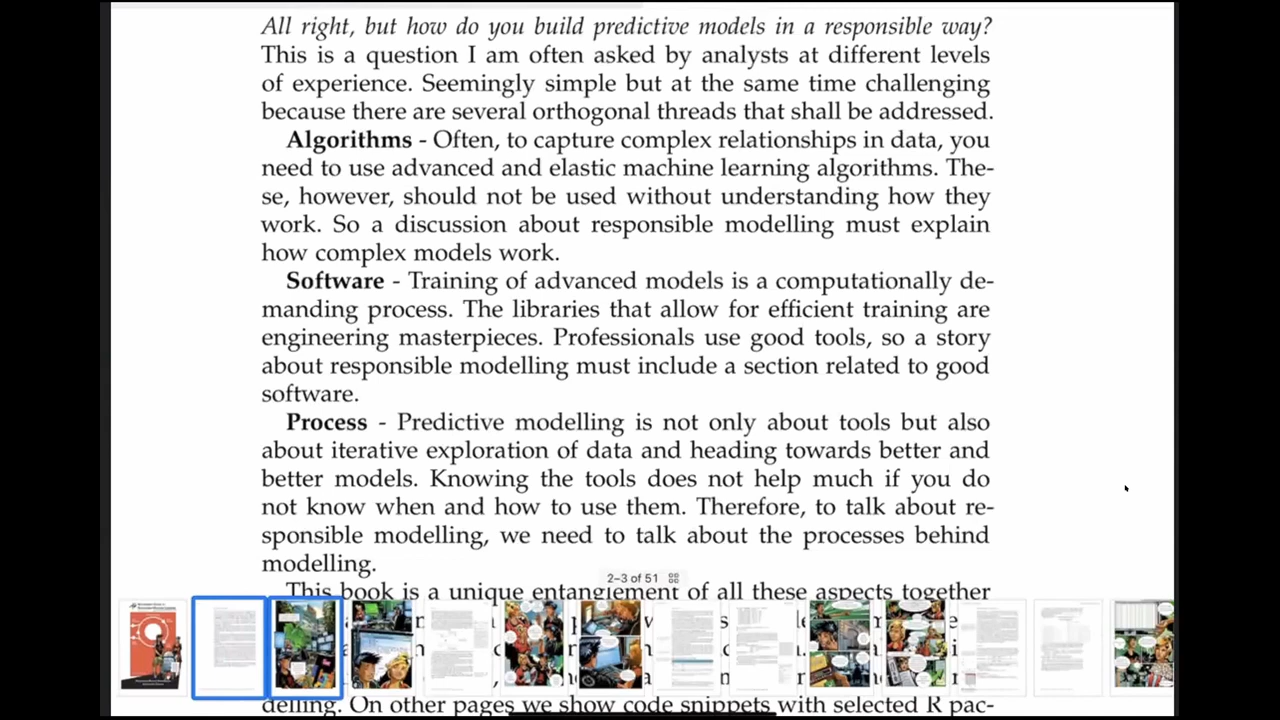 All right, but how do you build predictive models in a responsible way?
This is a question I am often asked by analysts at different levels
of experience. Seemingly simple but at the same time challenging
because there are several orthogonal threads that shall be addressed.
Algorithms - Often, to capture complex relationships in data, you
need to use advanced and elastic machine learning algorithms. The-
se, however, should not be used without understanding how they
work. So a discussion about responsible modelling must explain
how complex models work.
Software - Training of advanced models is a computationally de-
manding process. The libraries that allow for efficient training are
engineering masterpieces. Professionals use good tools, so a story
about responsible modelling must include a section related to good
software.
Process - Predictive modelling is not only about tools but also
about iterative exploration of data and heading towards better and
better models. Knowing the tools does not help much if you do
not know when and how to use them. Therefore, to talk about re-
sponsible modelling, we need to talk about the processes behind
modelling.
2–3 of 51
This book is a unique entanglement of all these aspects together
delling. On other pages we show code snippets with selected R pac-